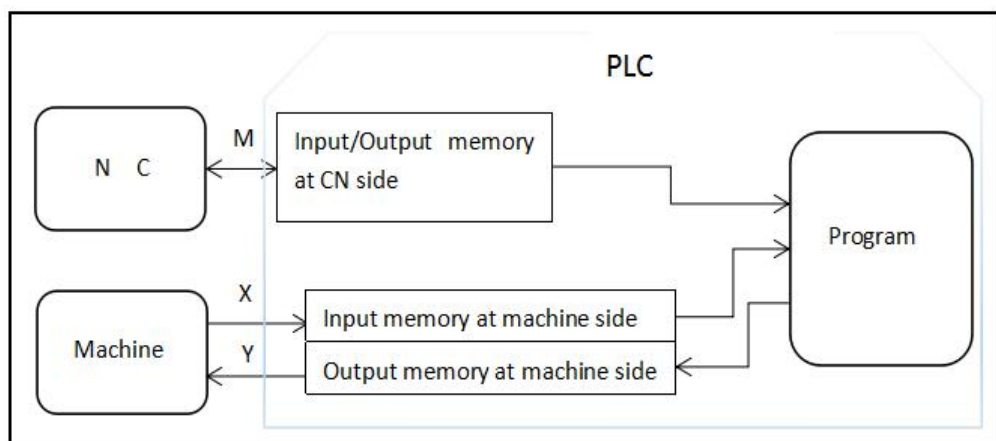 PLC
N C
M
Input/Output memory
at CN side
Program
Machine
X
Y
Input memory at machine side
Output memory at machine side